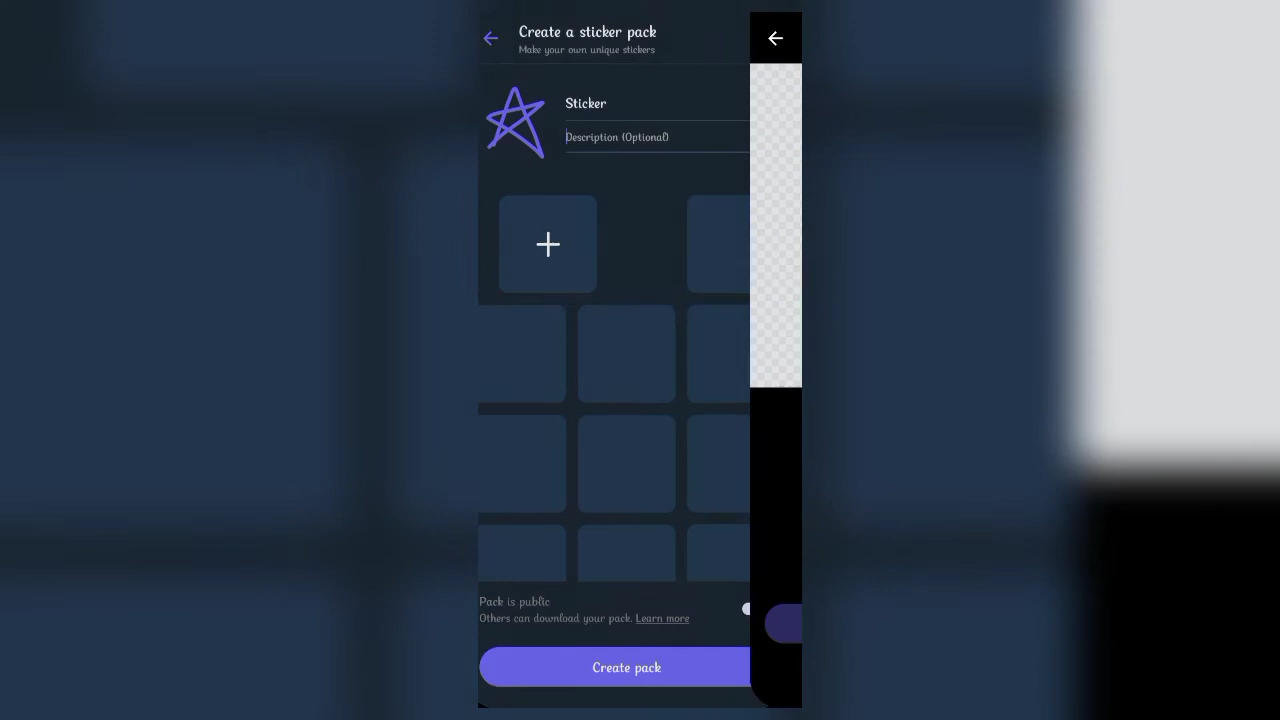 Create a sticker pack
Make your own unique stickers
Sticker
Description (Optional)
Pack is public
Others can download your pack. Learn more
Create pack